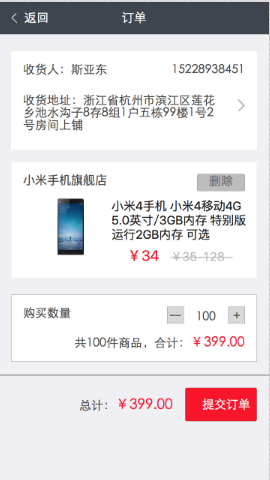 返回 订单
收货人：斯亚东 15228938451
收货地址：浙江省杭州市滨江区莲花
乡池水沟子8存8组1户五栋99楼1号2
号房间上铺
小米手机旗舰店 删除
小米4手机 小米4移动4G
5.0英寸/3GB内存 特别版
运行2GB内存 可选
￥34 ￥35-128
购买数量 — 100 +
共100件商品，合计：￥399.00
总计：￥399.00 提交订单